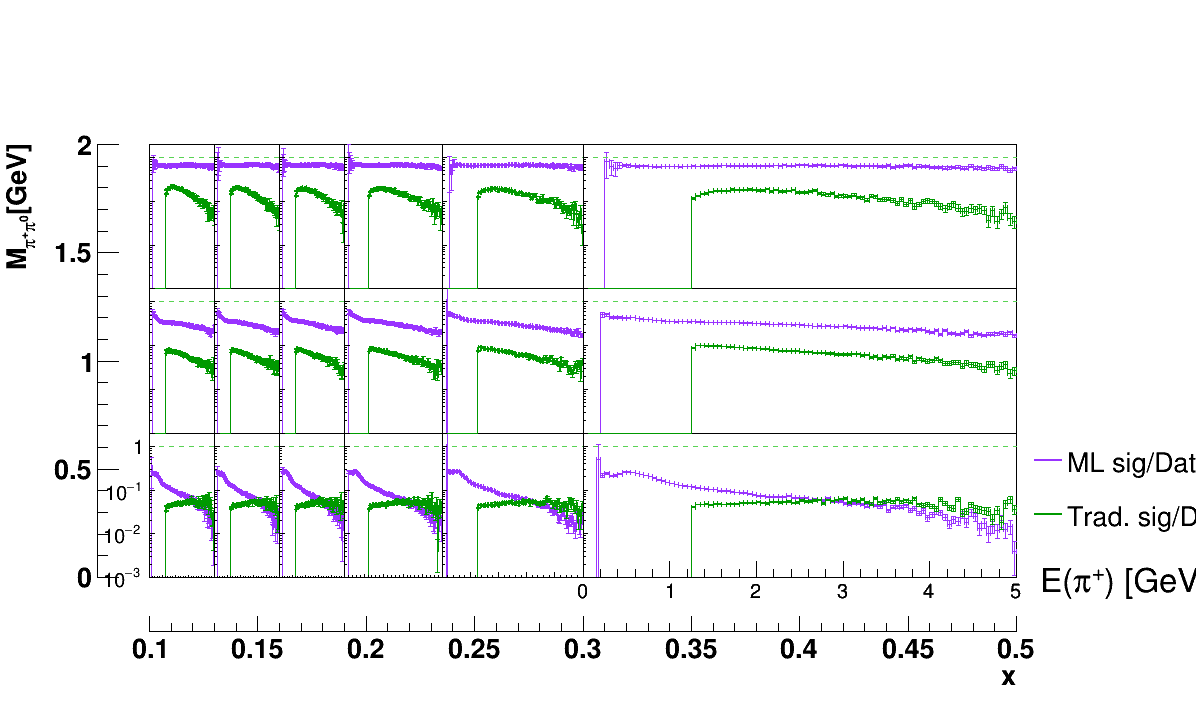 M_{π⁺π⁰} [GeV]
2
1.5
1
0.5
0
1
10⁻¹
10⁻²
10⁻³
0 1 2 3 4 5
E(π⁺) [GeV
ML sig/Dat
Trad. sig/D
0.1 0.15 0.2 0.25 0.3 0.35 0.4 0.45 0.5
x